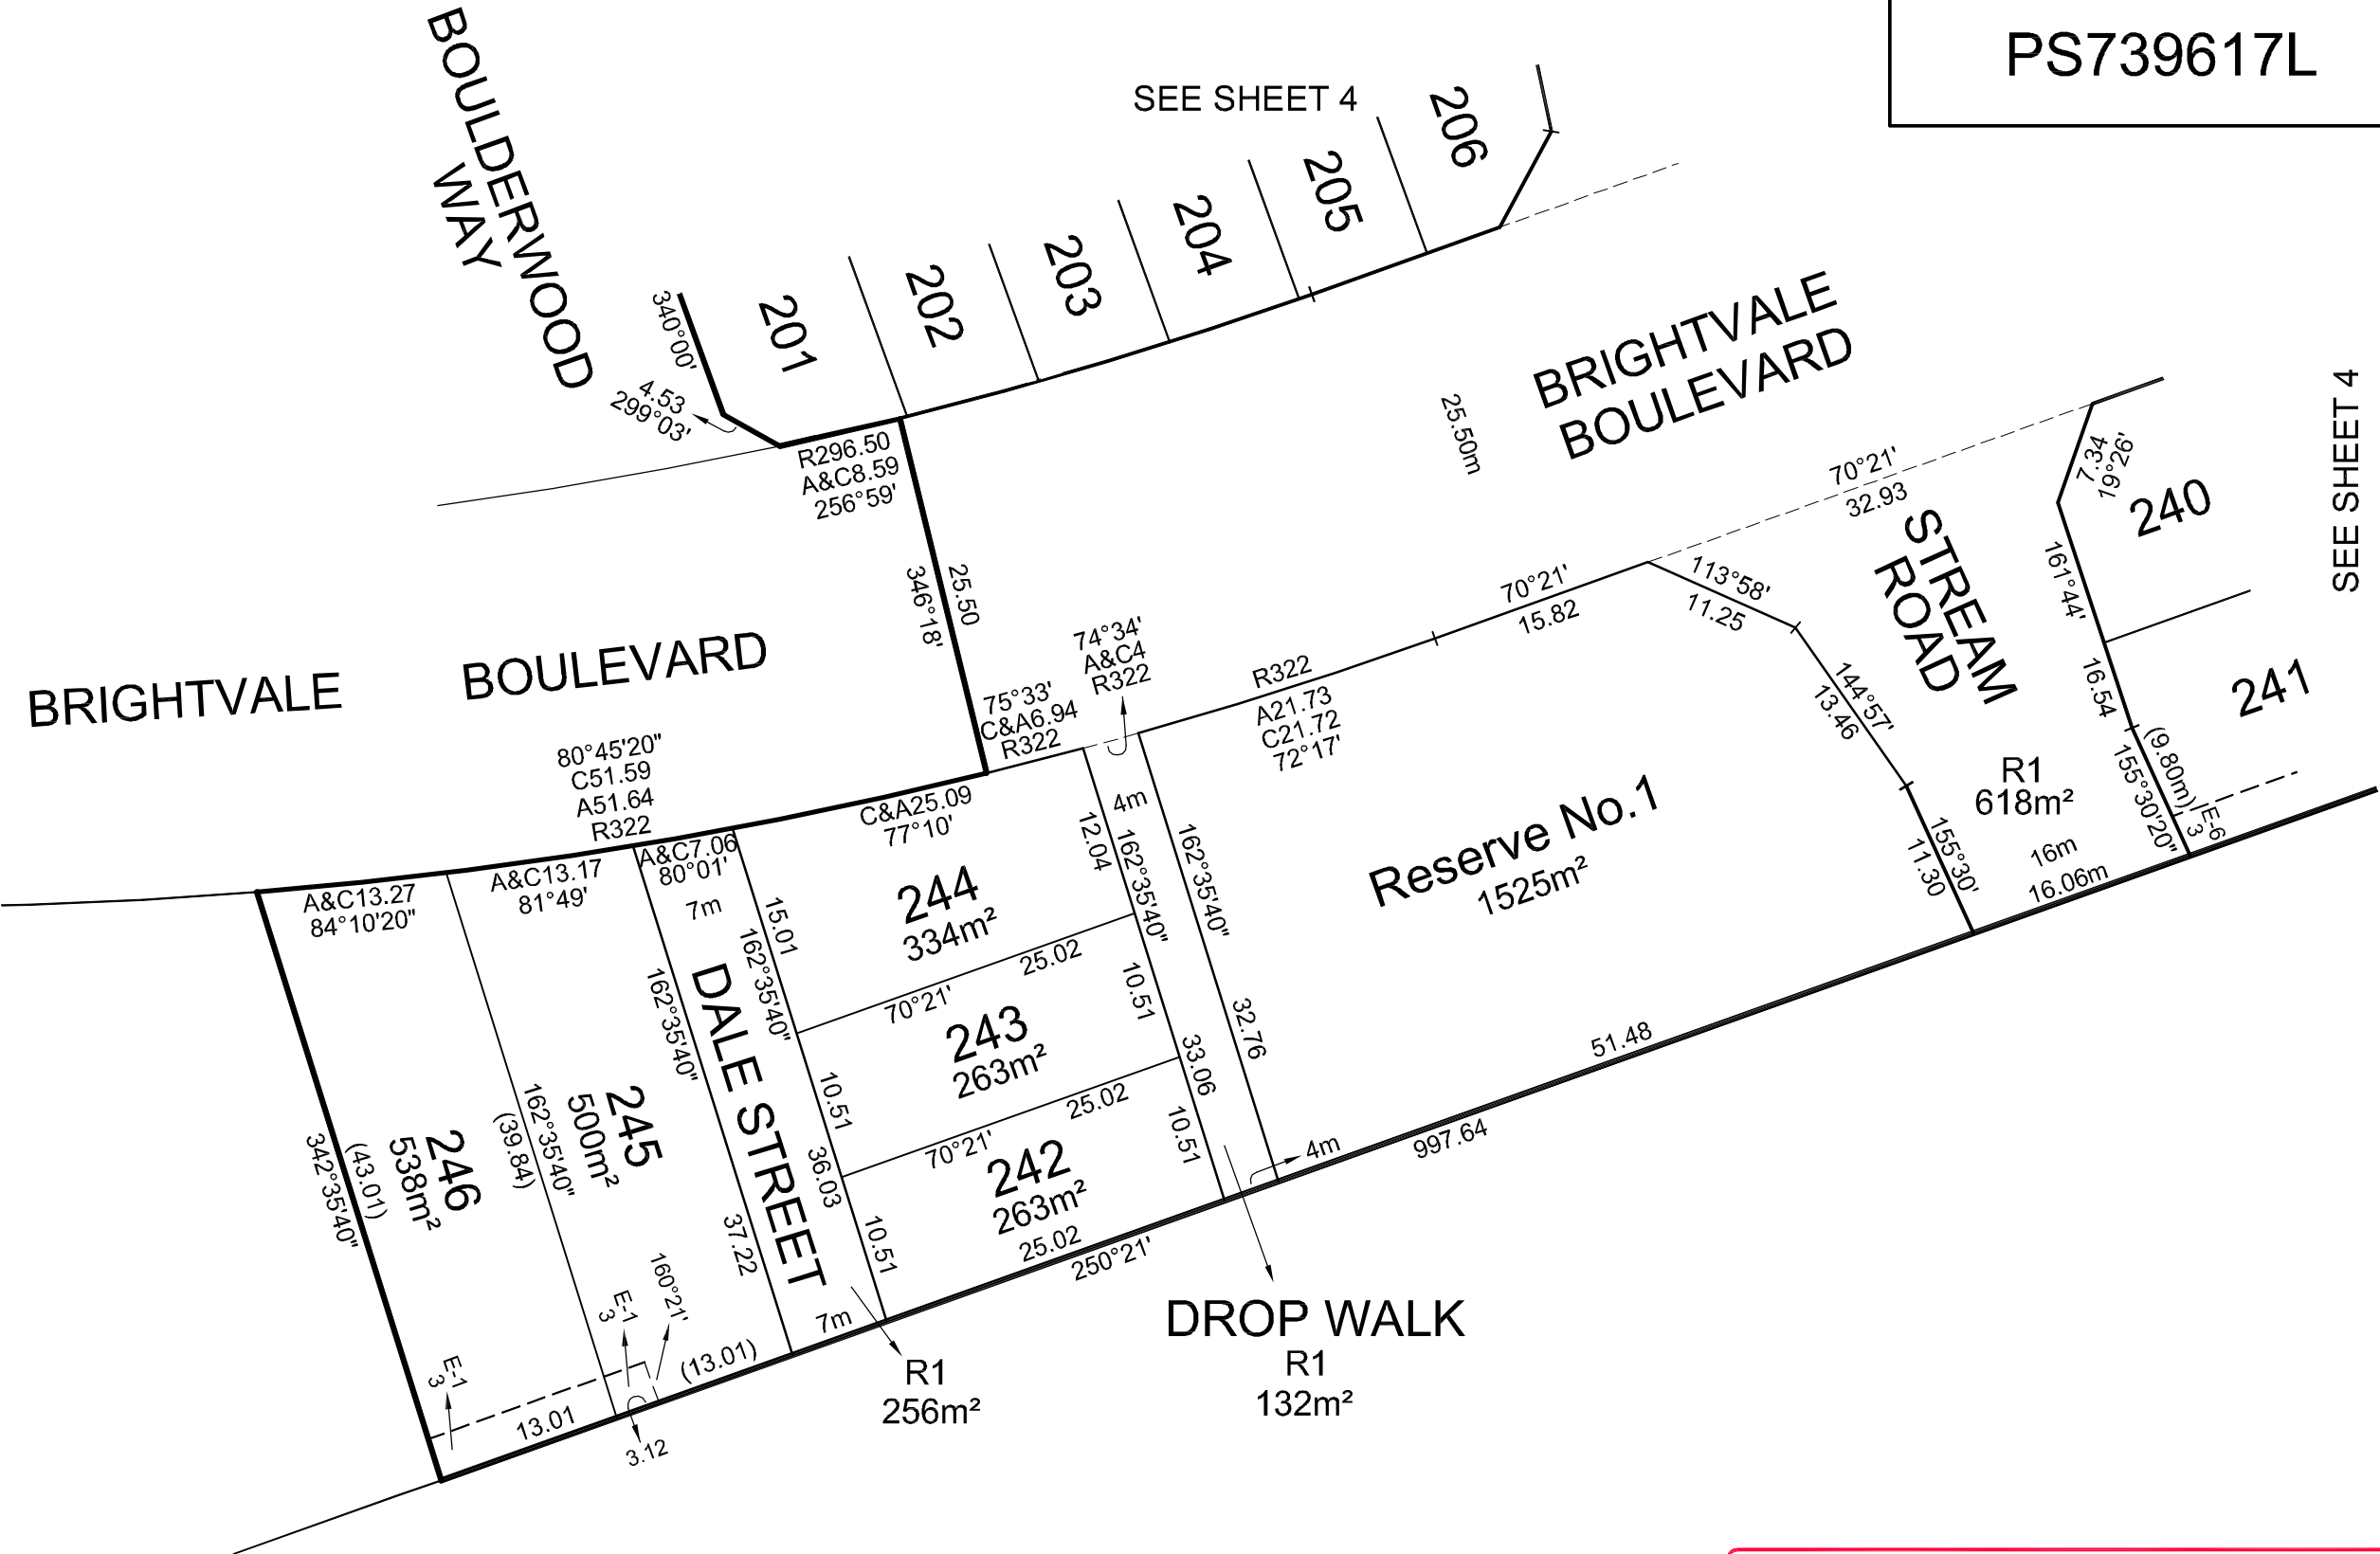 PS739617L
SEE SHEET 4
BOULDERWOOD
WAY
206
205
204
203
202
201
340°00'
4.53
299°03'
R296.50
A&C8.59
256°59'
BRIGHTVALE
BOULEVARD
25.50m
SEE SHEET 4
70°21'
32.93
7.34
19°26'
240
STREAM
ROAD
161°44'
16.54
241
(9.80m)
155°30'20"
E-6
3
R1
618m²
16m
16.06m
113°58'
11.25
144°57'
13.46
155°30'
11.30
70°21'
15.82
346°18'
25.50
BRIGHTVALE
BOULEVARD
74°34'
A&C4
R322
75°33'
C&A6.94
R322
R322
A21.73
C21.72
72°17'
Reserve No.1
1525m²
80°45'20"
C51.59
A51.64
R322
C&A25.09
77°10'
A&C7.06
80°01'
7m
A&C13.17
81°49'
A&C13.27
84°10'20"
4m
12.04
162°35'40"
162°35'40"
32.76
244
334m²
15.01
162°35'40"
25.02
70°21'
10.51
243
263m²
10.51
25.02
70°21'
33.06
10.51
36.03
242
263m²
10.51
25.02
250°21'
DALE STREET
162°35'40"
37.22
7m
245
500m²
162°35'40"
(39.84)
246
538m²
(43.01)
342°35'40"
E-1
3
E-1
3
160°21'
13.01
(13.01)
3.12
R1
256m²
DROP WALK
R1
132m²
4m
997.64
51.48